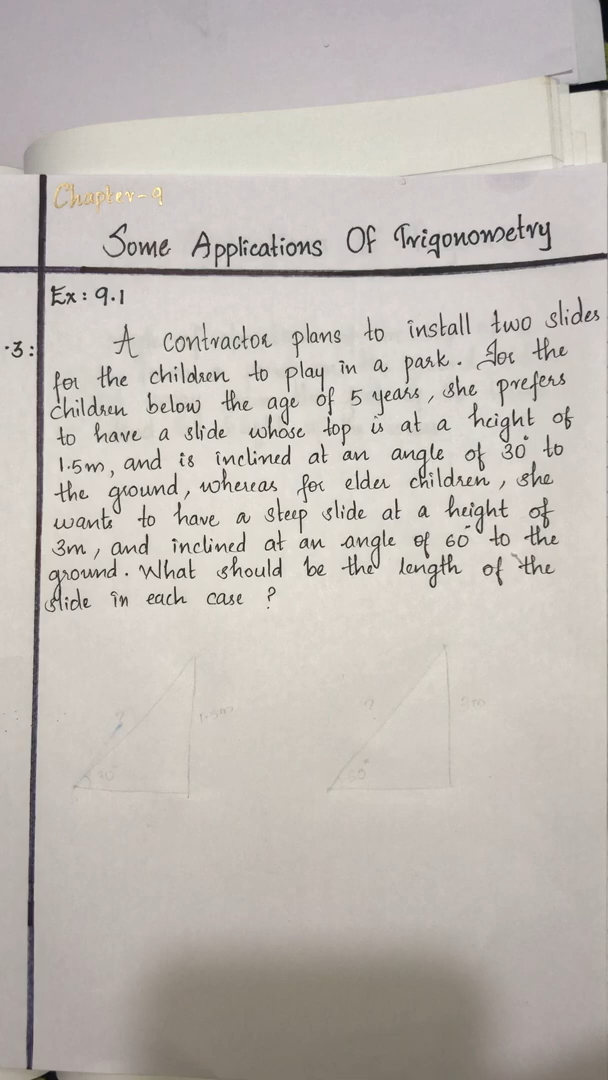 Chapter-9
Some Applications Of Trigonometry
Ex: 9.1
·3: A contractor plans to install two slides
for the children to play in a park. For the
children below the age of 5 years, she prefers
to have a slide whose top is at a height of
1.5m, and is inclined at an angle of 30° to
the ground, whereas for elder children, she
wants to have a steep slide at a height of
3m, and inclined at an angle of 60° to the
ground. What should be the length of the
slide in each case ?
? 1.5m ? 3m
30° 60°